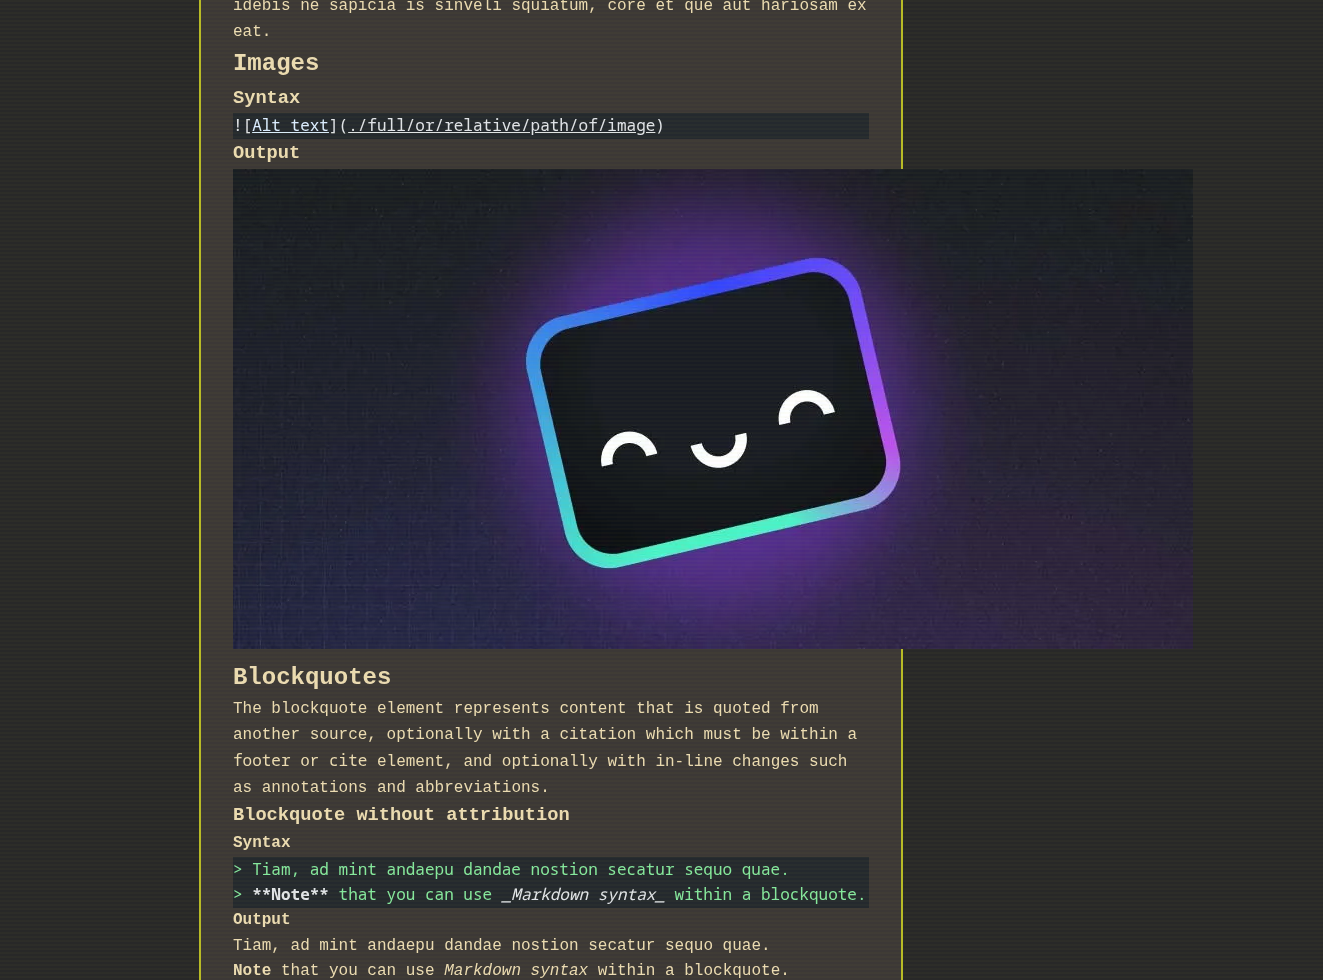 idebis ne sapicia is sinveli squiatum, core et que aut hariosam ex
eat.
Images
Syntax
![Alt text](./full/or/relative/path/of/image)
Output
Blockquotes
The blockquote element represents content that is quoted from
another source, optionally with a citation which must be within a
footer or cite element, and optionally with in-line changes such
as annotations and abbreviations.
Blockquote without attribution
Syntax
> Tiam, ad mint andaepu dandae nostion secatur sequo quae.
> **Note** that you can use _Markdown syntax_ within a blockquote.
Output
Tiam, ad mint andaepu dandae nostion secatur sequo quae.
Note that you can use Markdown syntax within a blockquote.